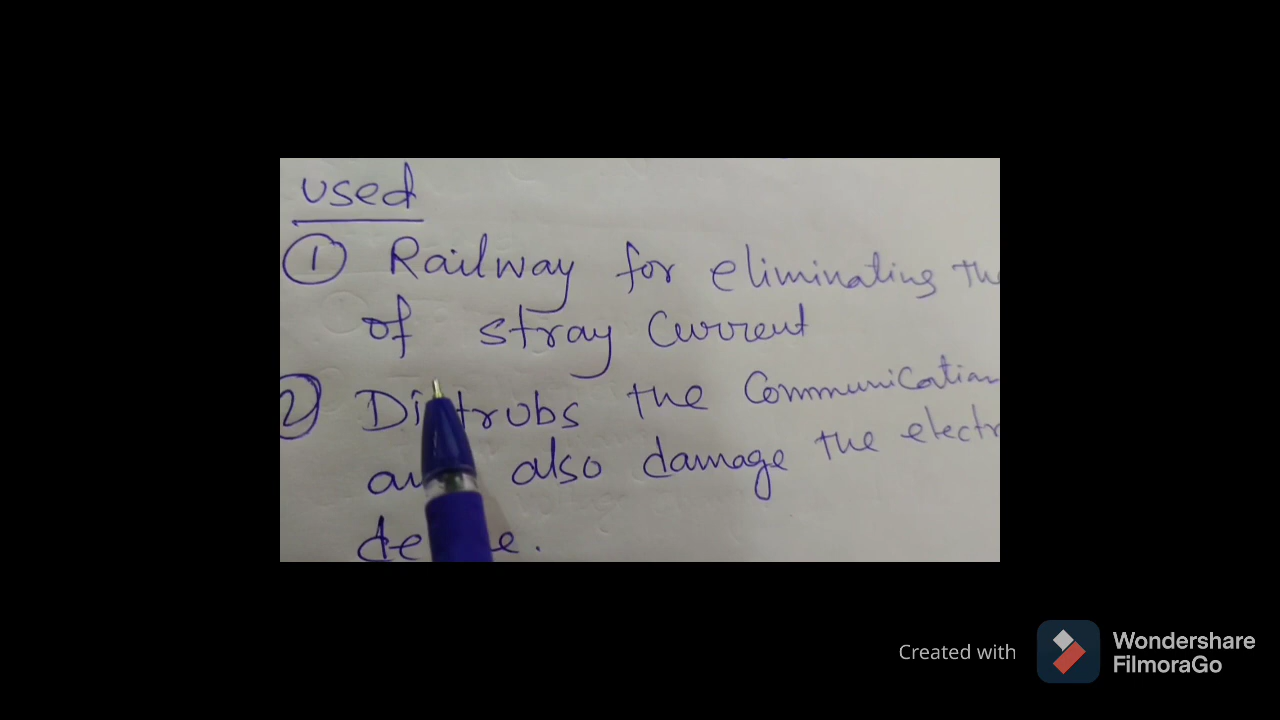 used
① Railway for eliminating the
of stray Current
② Distrubs the Communication
also damage the electr
.
Created with
Wondershare
FilmoraGo